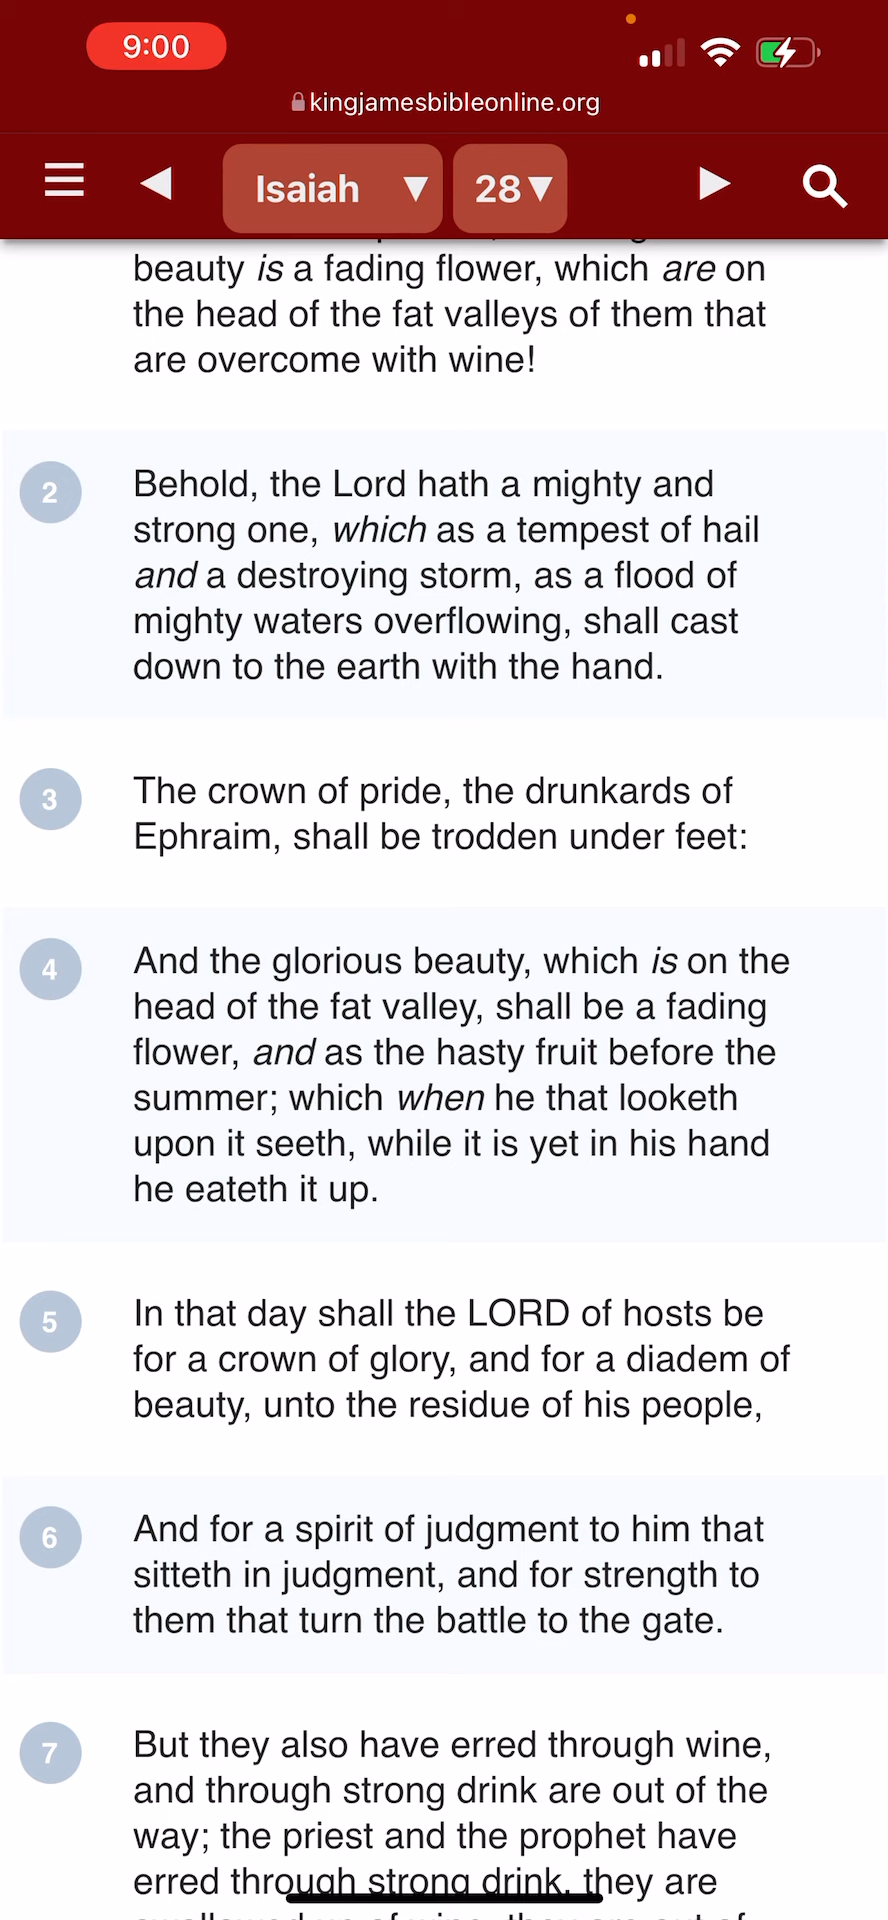 9:00
kingjamesbibleonline.org
Isaiah ▼ 28 ▼
beauty is a fading flower, which are on
the head of the fat valleys of them that
are overcome with wine!
2 Behold, the Lord hath a mighty and
strong one, which as a tempest of hail
and a destroying storm, as a flood of
mighty waters overflowing, shall cast
down to the earth with the hand.
3 The crown of pride, the drunkards of
Ephraim, shall be trodden under feet:
4 And the glorious beauty, which is on the
head of the fat valley, shall be a fading
flower, and as the hasty fruit before the
summer; which when he that looketh
upon it seeth, while it is yet in his hand
he eateth it up.
5 In that day shall the LORD of hosts be
for a crown of glory, and for a diadem of
beauty, unto the residue of his people,
6 And for a spirit of judgment to him that
sitteth in judgment, and for strength to
them that turn the battle to the gate.
7 But they also have erred through wine,
and through strong drink are out of the
way; the priest and the prophet have
erred through strong drink, they are